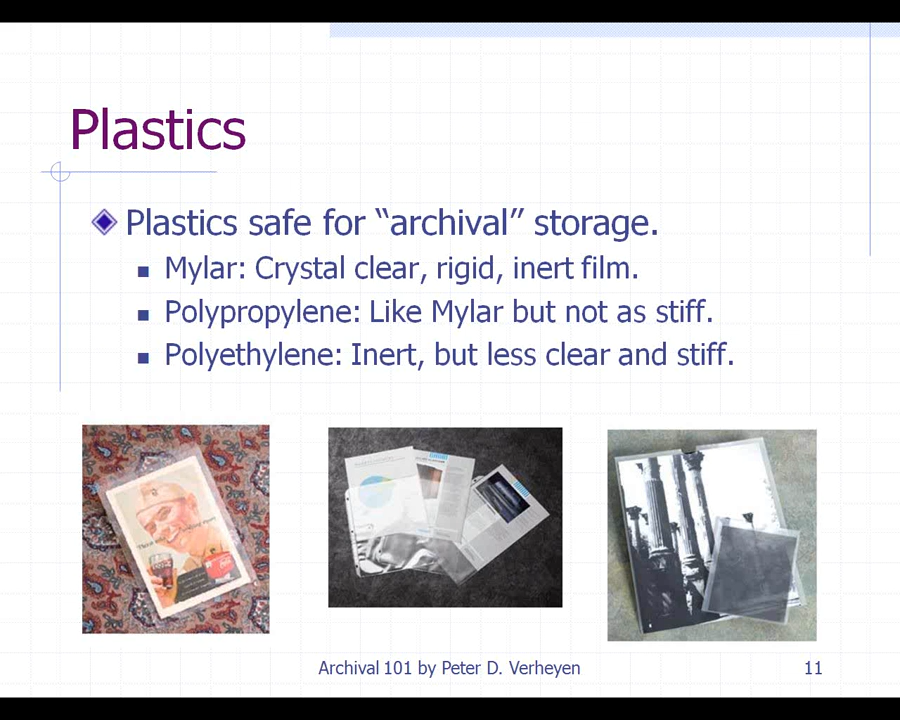 Plastics
Plastics safe for “archival” storage.
Mylar: Crystal clear, rigid, inert film.
Polypropylene: Like Mylar but not as stiff.
Polyethylene: Inert, but less clear and stiff.
Archival 101 by Peter D. Verheyen
11